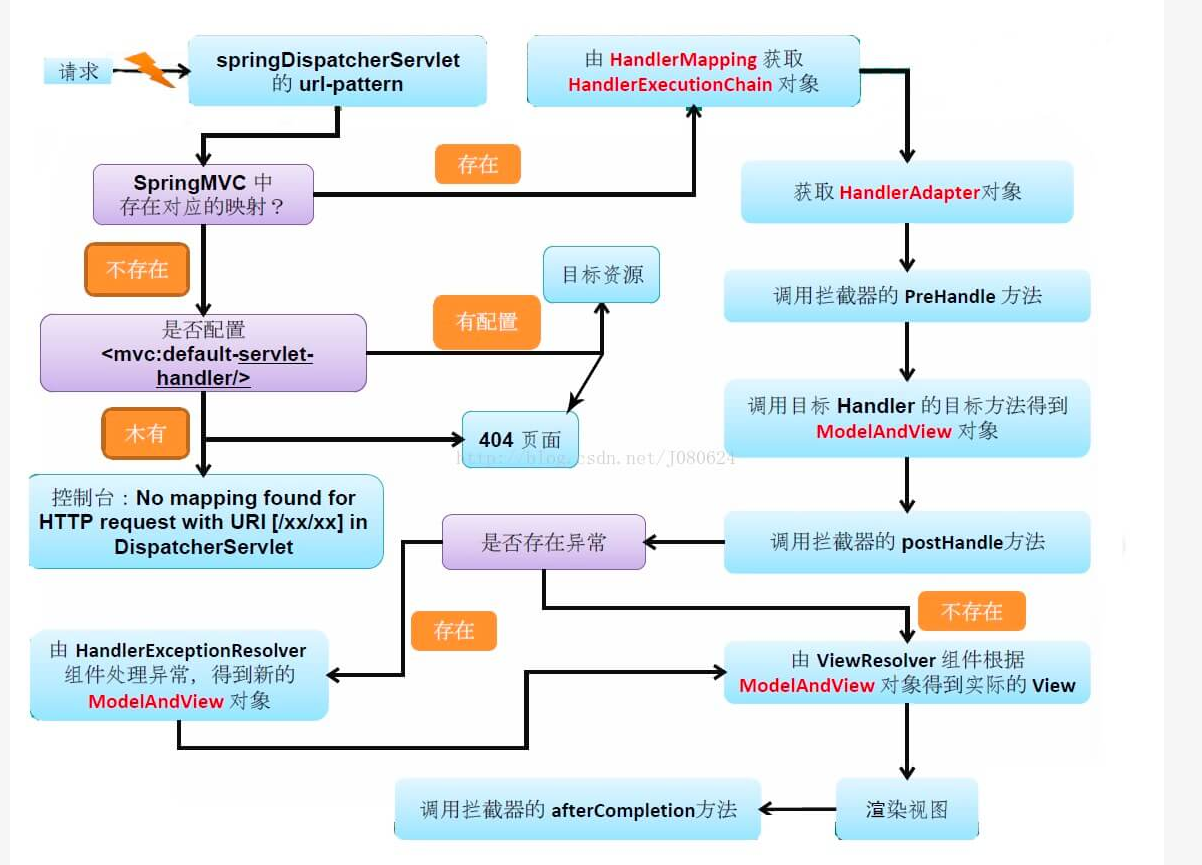 请求
springDispatcherServlet
的 url-pattern
由 HandlerMapping 获取
HandlerExecutionChain 对象
SpringMVC 中
存在对应的映射？
存在
获取 HandlerAdapter对象
不存在
目标资源
调用拦截器的 PreHandle 方法
是否配置
<mvc:default-servlet-
handler/>
有配置
木有
404 页面
调用目标 Handler 的目标方法得到
ModelAndView 对象
http://blog.csdn.net/J080624
控制台：No mapping found for
HTTP request with URI [/xx/xx] in
DispatcherServlet
是否存在异常
调用拦截器的 postHandle方法
存在
不存在
由 HandlerExceptionResolver
组件处理异常，得到新的
ModelAndView 对象
由 ViewResolver 组件根据
ModelAndView 对象得到实际的 View
调用拦截器的 afterCompletion方法
渲染视图